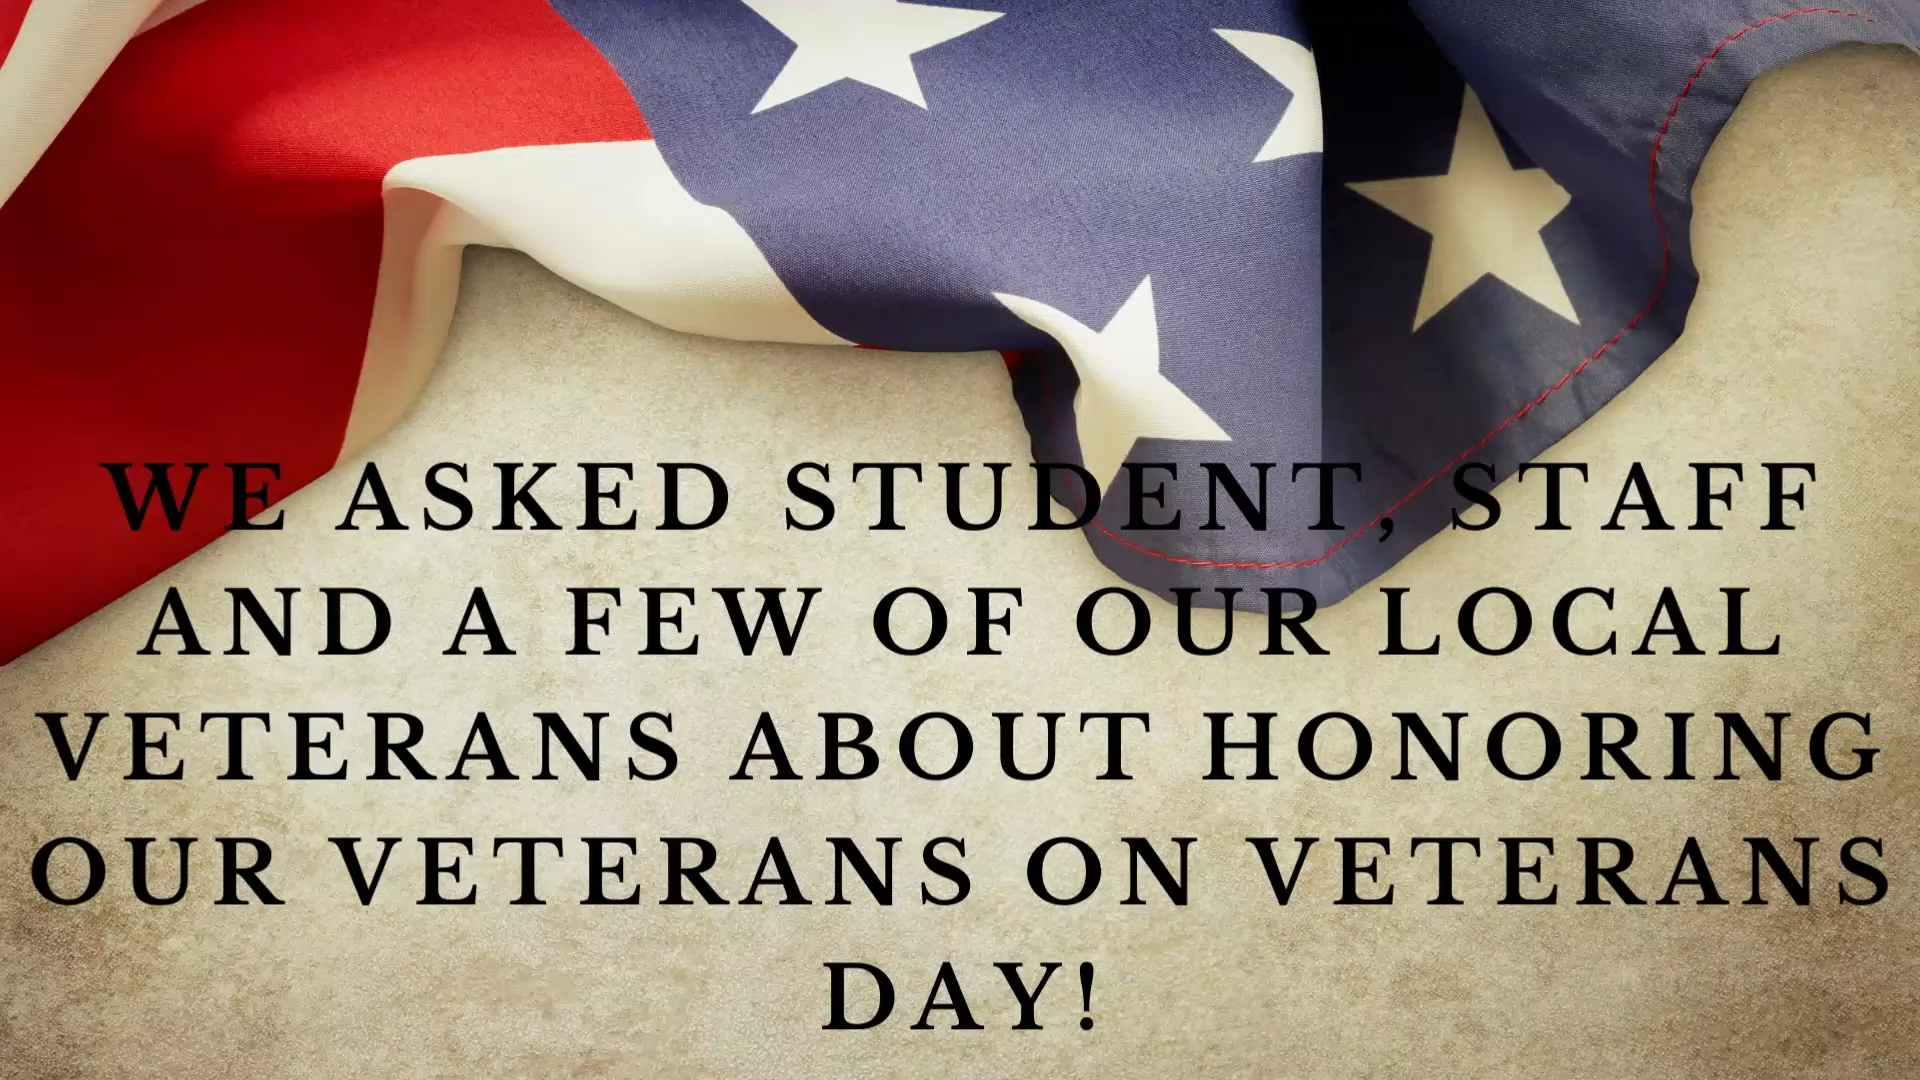 WE ASKED STUDENT, STAFF
AND A FEW OF OUR LOCAL
VETERANS ABOUT HONORING
OUR VETERANS ON VETERANS
DAY!